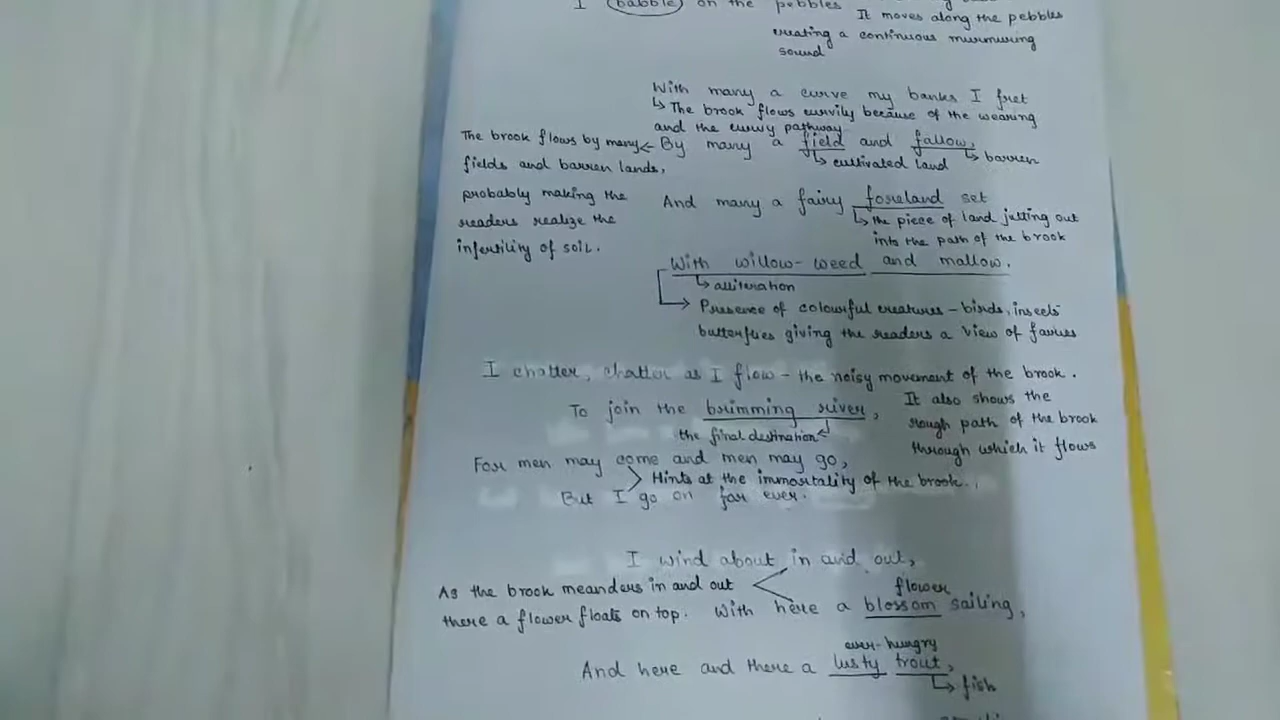 I babble on the pebbles
It moves along the pebbles
creating a continuous murmuring
sound
With many a curve my banks I fret
↳ The brook flows curvily because of the wearing
and the curvy pathway
The brook flows by many ← By many a field and fallow,
fields and barren lands,
↳ cultivated land
↳ barren
probably making the
readers realize the
infertility of soil.
And many a fairy foreland set
↳ the piece of land jutting out
into the path of the brook
With willow-weed and mallow.
↳ alliteration
→ Presence of colourful creatures - birds, insects
butterflies giving the readers a view of fairies
I chatter, chatter as I flow - the noisy movement of the brook.
To join the brimming river,
the final destination ↵
It also shows the
rough path of the brook
through which it flows
For men may come and men may go,
> Hints at the immortality of the brook.
But I go on for ever.
I wind about in and out,
As the brook meanders in and out
there a flower floats on top.
flower
With here a blossom sailing,
ever-hungry
And here and there a lusty trout,
↳ fish